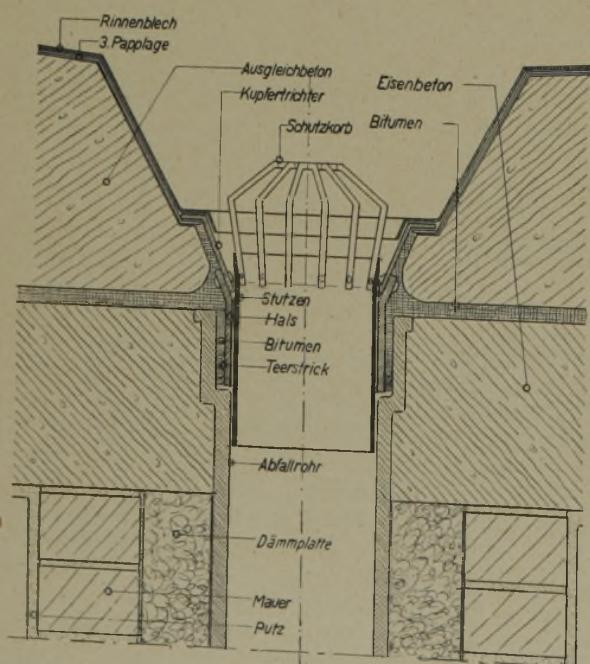 Rinnenblech
3.Papplage
Ausgleichbeton
Kupfertrichter
Schutzkorb
Eisenbeton
Bitumen
Stutzen
Hals
Bitumen
Teerstrick
Abfallrohr
Dämmplatte
Mauer
Putz